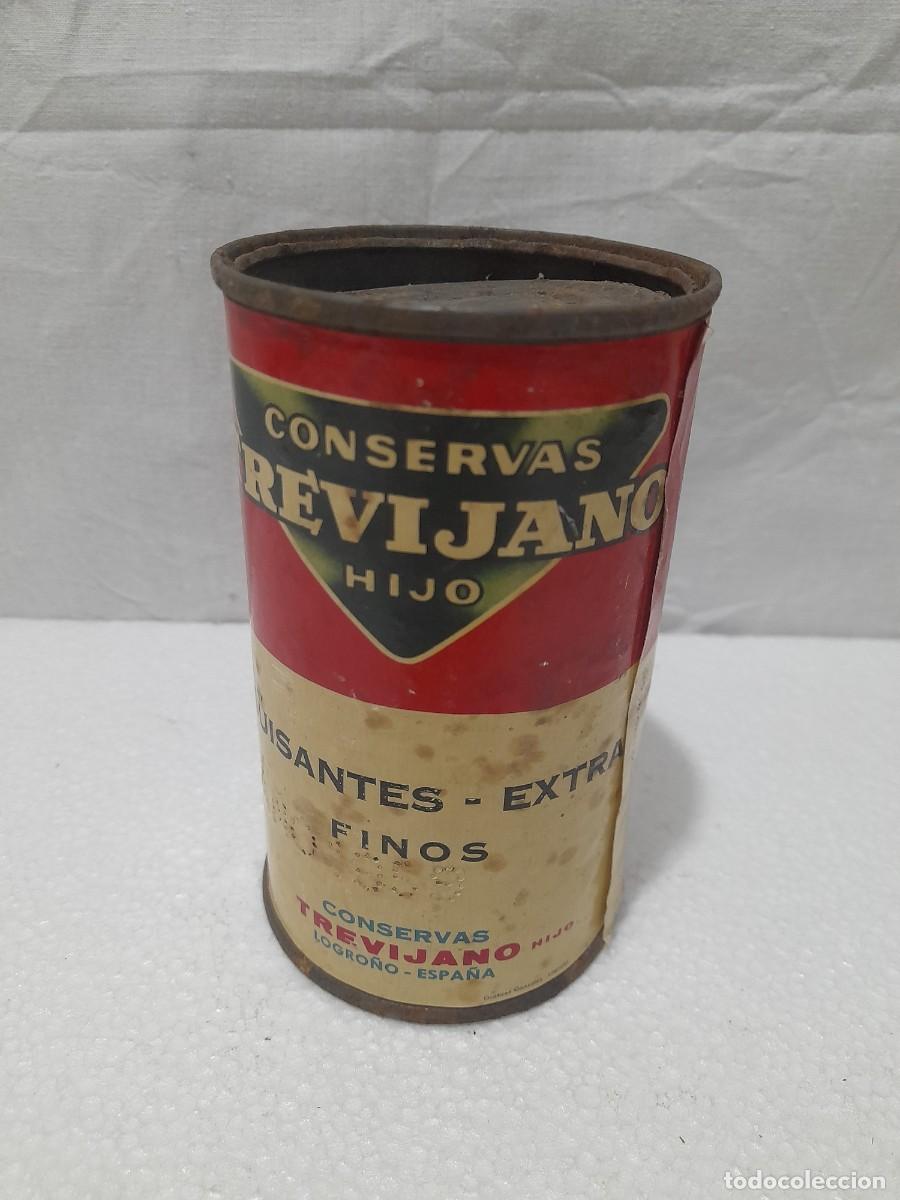 CONSERVAS
TREVIJANO
HIJO
UISANTES - EXTRA
FINOS
CONSERVAS
TREVIJANO HIJO
LOGROÑO - ESPAÑA
todocoleccion